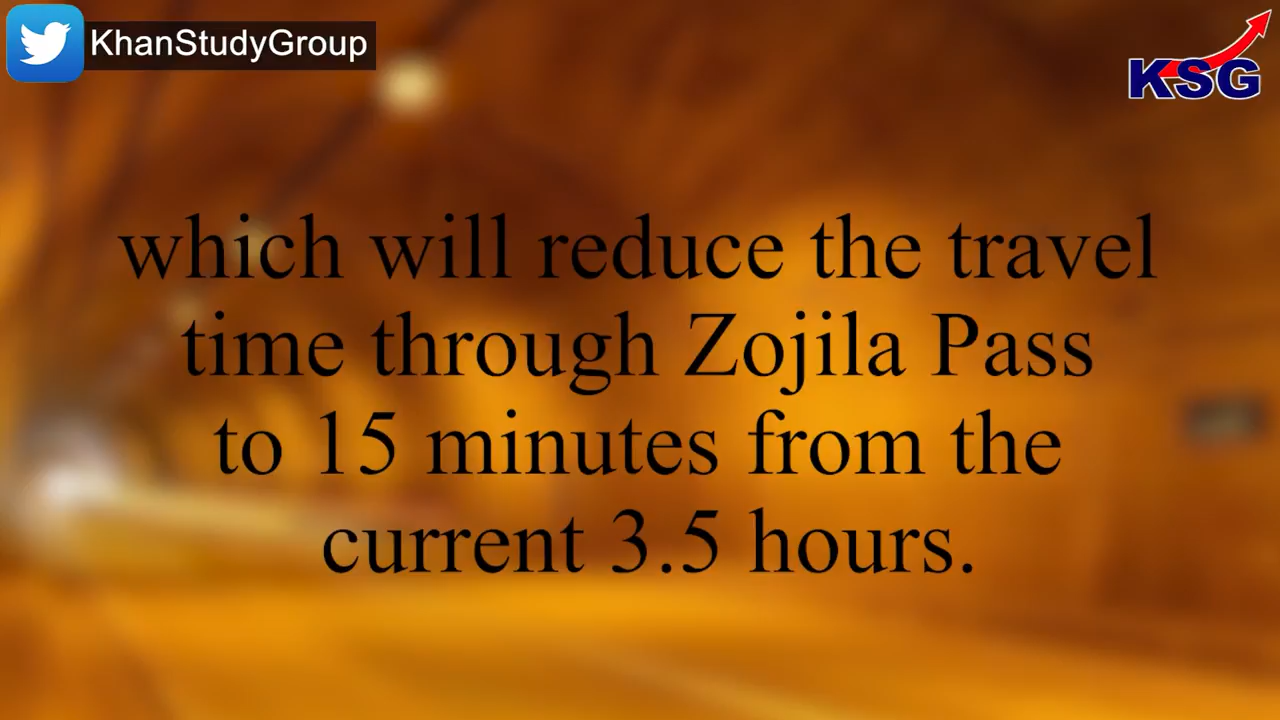 KhanStudyGroup
KSG
which will reduce the travel
time through Zojila Pass
to 15 minutes from the
current 3.5 hours.